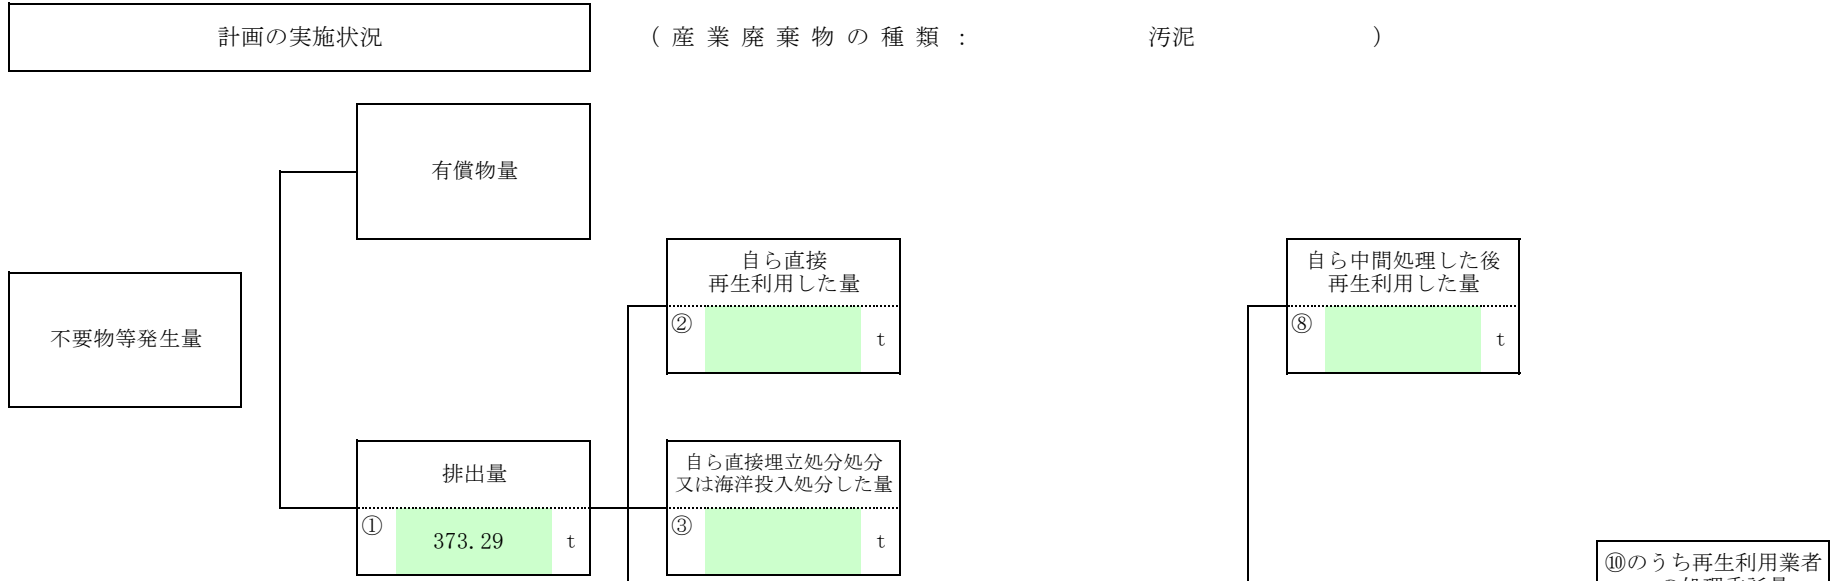 計画の実施状況
（産業廃棄物の種類： 汚泥 ）
有償物量
自ら直接
再生利用した量
② t
自ら中間処理した後
再生利用した量
⑧ t
不要物等発生量
排出量
① 373.29 t
自ら直接埋立処分処分
又は海洋投入処分した量
③ t
⑩のうち再生利用業者